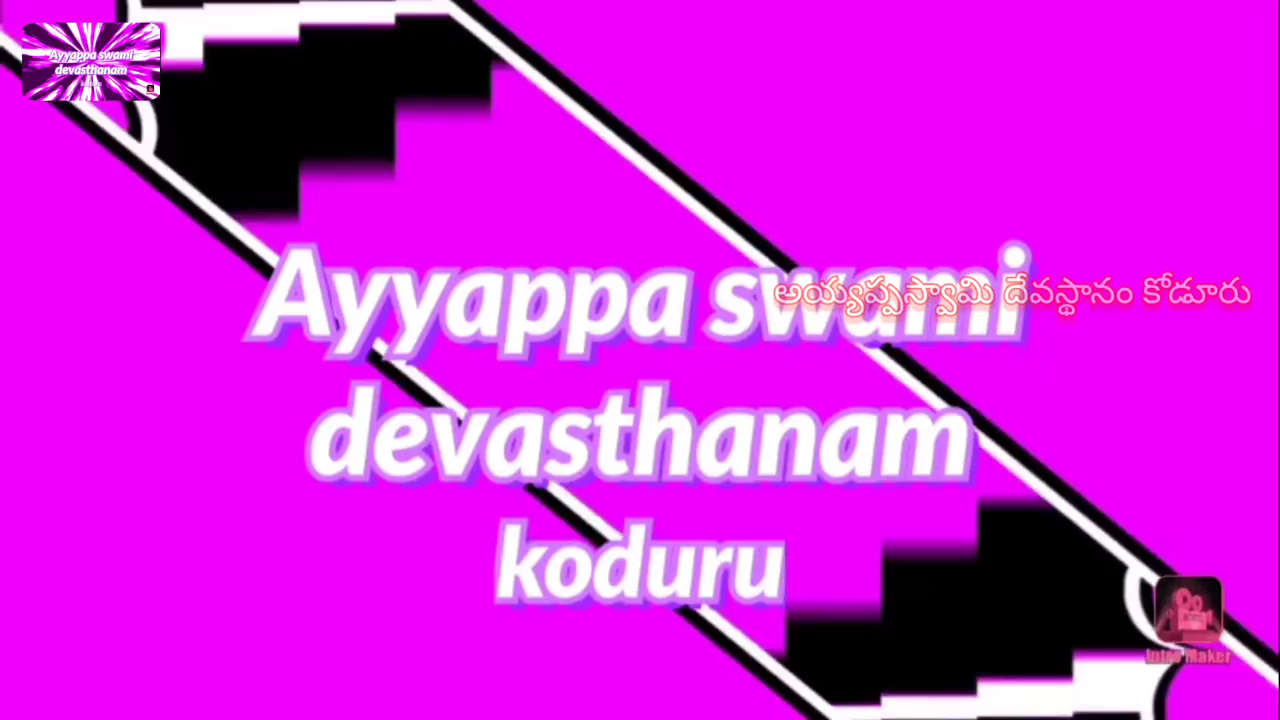 Ayyappa swami
devasthanam
Ayyappa swami
అయ్యప్పస్వామి దేవస్థానం కోడూరు
devasthanam
koduru
Intro Maker